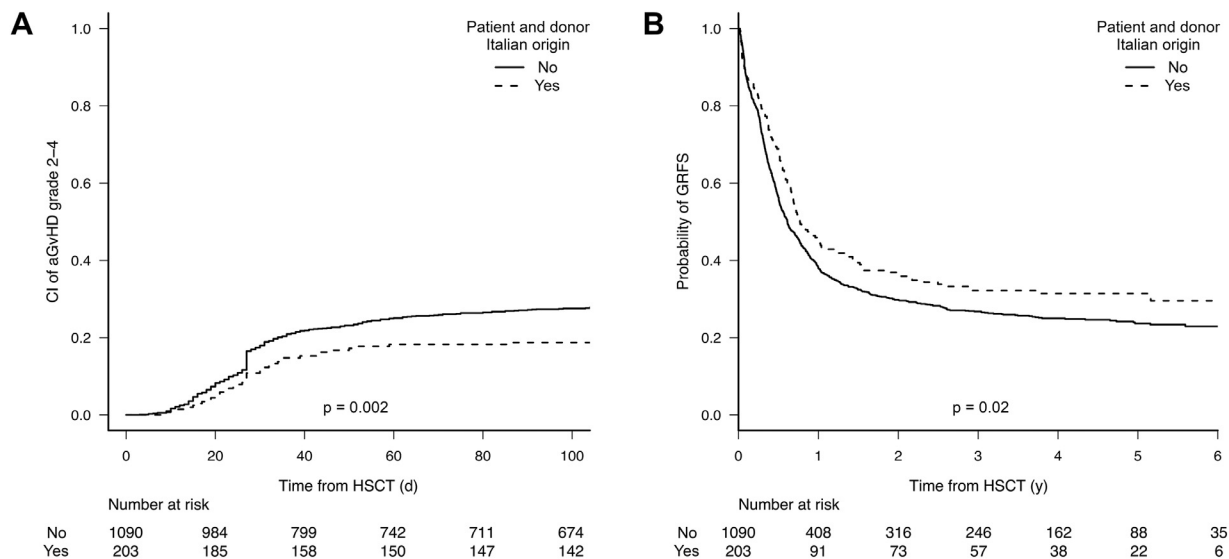 A
Patient and donor
Italian origin
No
Yes
CI of aGvHD grade 2–4
1.0
0.8
0.6
0.4
0.2
0.0
p = 0.002
0 20 40 60 80 100
Time from HSCT (d)
Number at risk
No 1090 984 799 742 711 674
Yes 203 185 158 150 147 142
B
Patient and donor
Italian origin
No
Yes
Probability of GRFS
1.0
0.8
0.6
0.4
0.2
0.0
p = 0.02
0 1 2 3 4 5 6
Time from HSCT (y)
Number at risk
No 1090 408 316 246 162 88 35
Yes 203 91 73 57 38 22 6